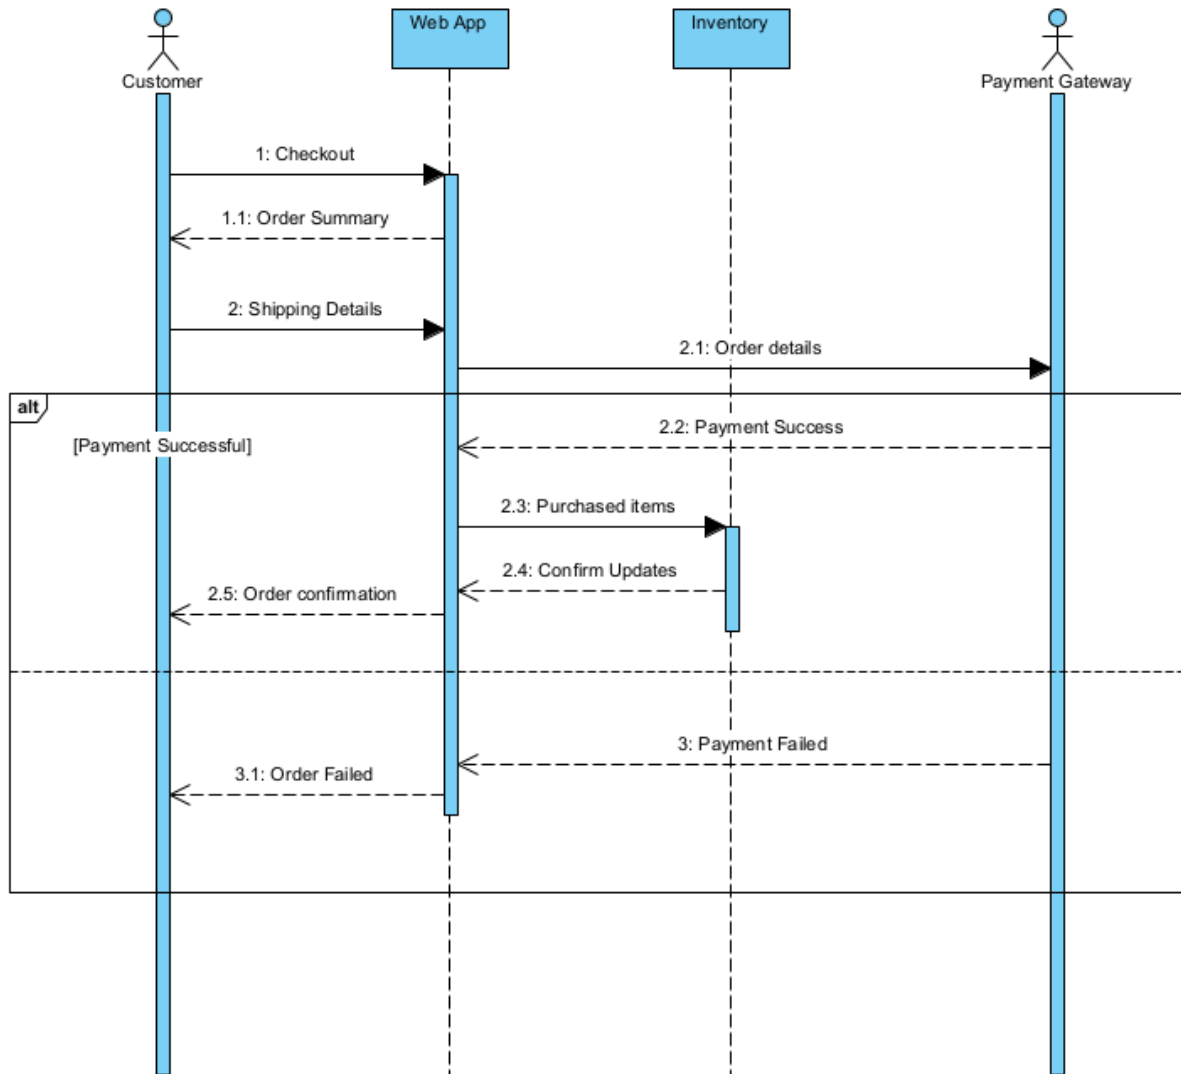 Customer
Web App
Inventory
Payment Gateway
1: Checkout
1.1: Order Summary
2: Shipping Details
2.1: Order details
alt
[Payment Successful]
2.2: Payment Success
2.3: Purchased items
2.4: Confirm Updates
2.5: Order confirmation
3: Payment Failed
3.1: Order Failed